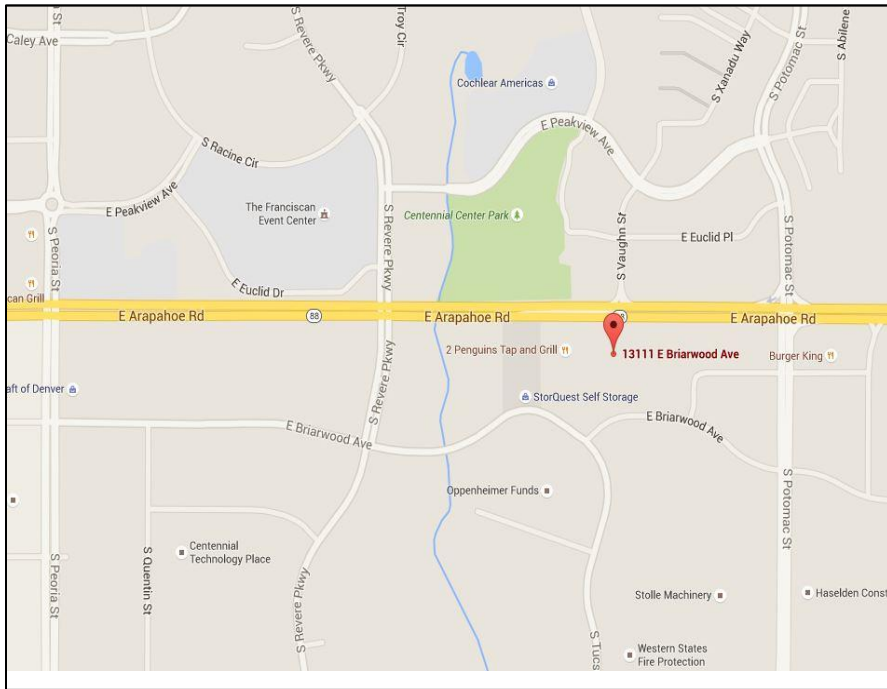 Troy Cir
S Revere Pkwy
St
Caley Ave
S Xanadu Way
S Potomac St
S Abilene
Cochlear Americas
E Peakview Ave
S Racine Cir
E Peakview Ave
The Franciscan
Event Center
S Revere Pkwy
Centennial Center Park
S Vaughn St
E Euclid Pl
S Potomac St
S Peoria St
can Grill
E Euclid Dr
E Arapahoe Rd
88
E Arapahoe Rd
E Arapahoe Rd
2 Penguins Tap and Grill
13111 E Briarwood Ave
Burger King
aft of Denver
S Revere Pkwy
StorQuest Self Storage
E Briarwood Ave
E Briarwood Ave
Oppenheimer Funds
S Potomac St
Centennial
Technology Place
S Peoria St
S Quentin St
S Revere Pkwy
Stolle Machinery
Haselden Const
S Tucs
Western States
Fire Protection